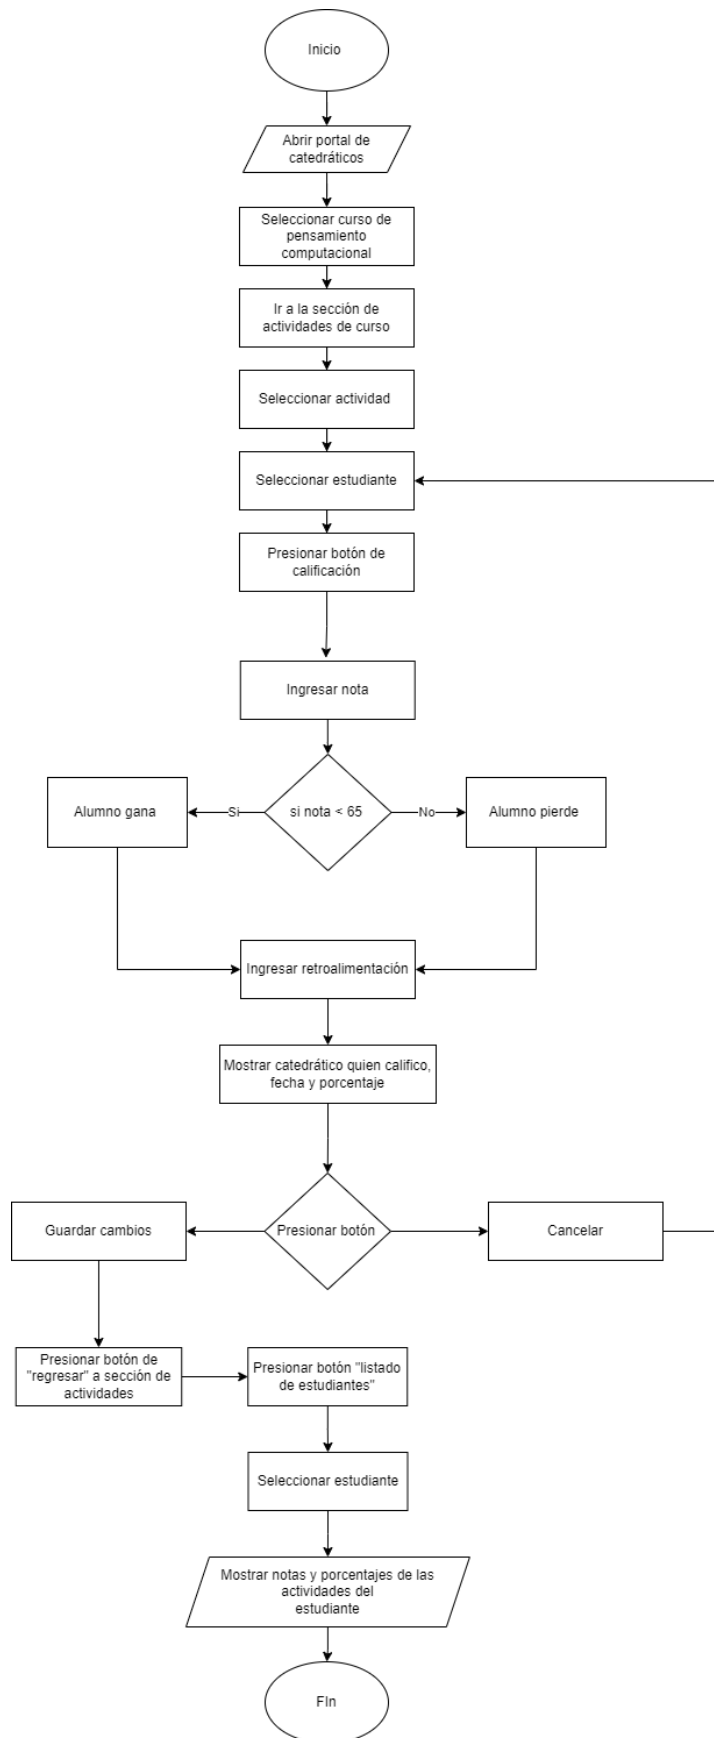 Inicio
Abrir portal de
catedráticos
Seleccionar curso de
pensamiento
computacional
Ir a la sección de
actividades de curso
Seleccionar actividad
Seleccionar estudiante
Presionar botón de
calificación
Ingresar nota
Alumno gana
Si
si nota < 65
No
Alumno pierde
Ingresar retroalimentación
Mostrar catedrático quien califico,
fecha y porcentaje
Guardar cambios
Presionar botón
Cancelar
Presionar botón de
"regresar" a sección de
actividades
Presionar botón "listado
de estudiantes"
Seleccionar estudiante
Mostrar notas y porcentajes de las
actividades del
estudiante
FIn